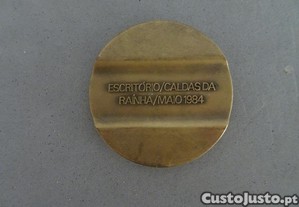 ESCRITÓRIO/CALDAS DA
RAINHA/MAIO 1984
CustoJusto.pt